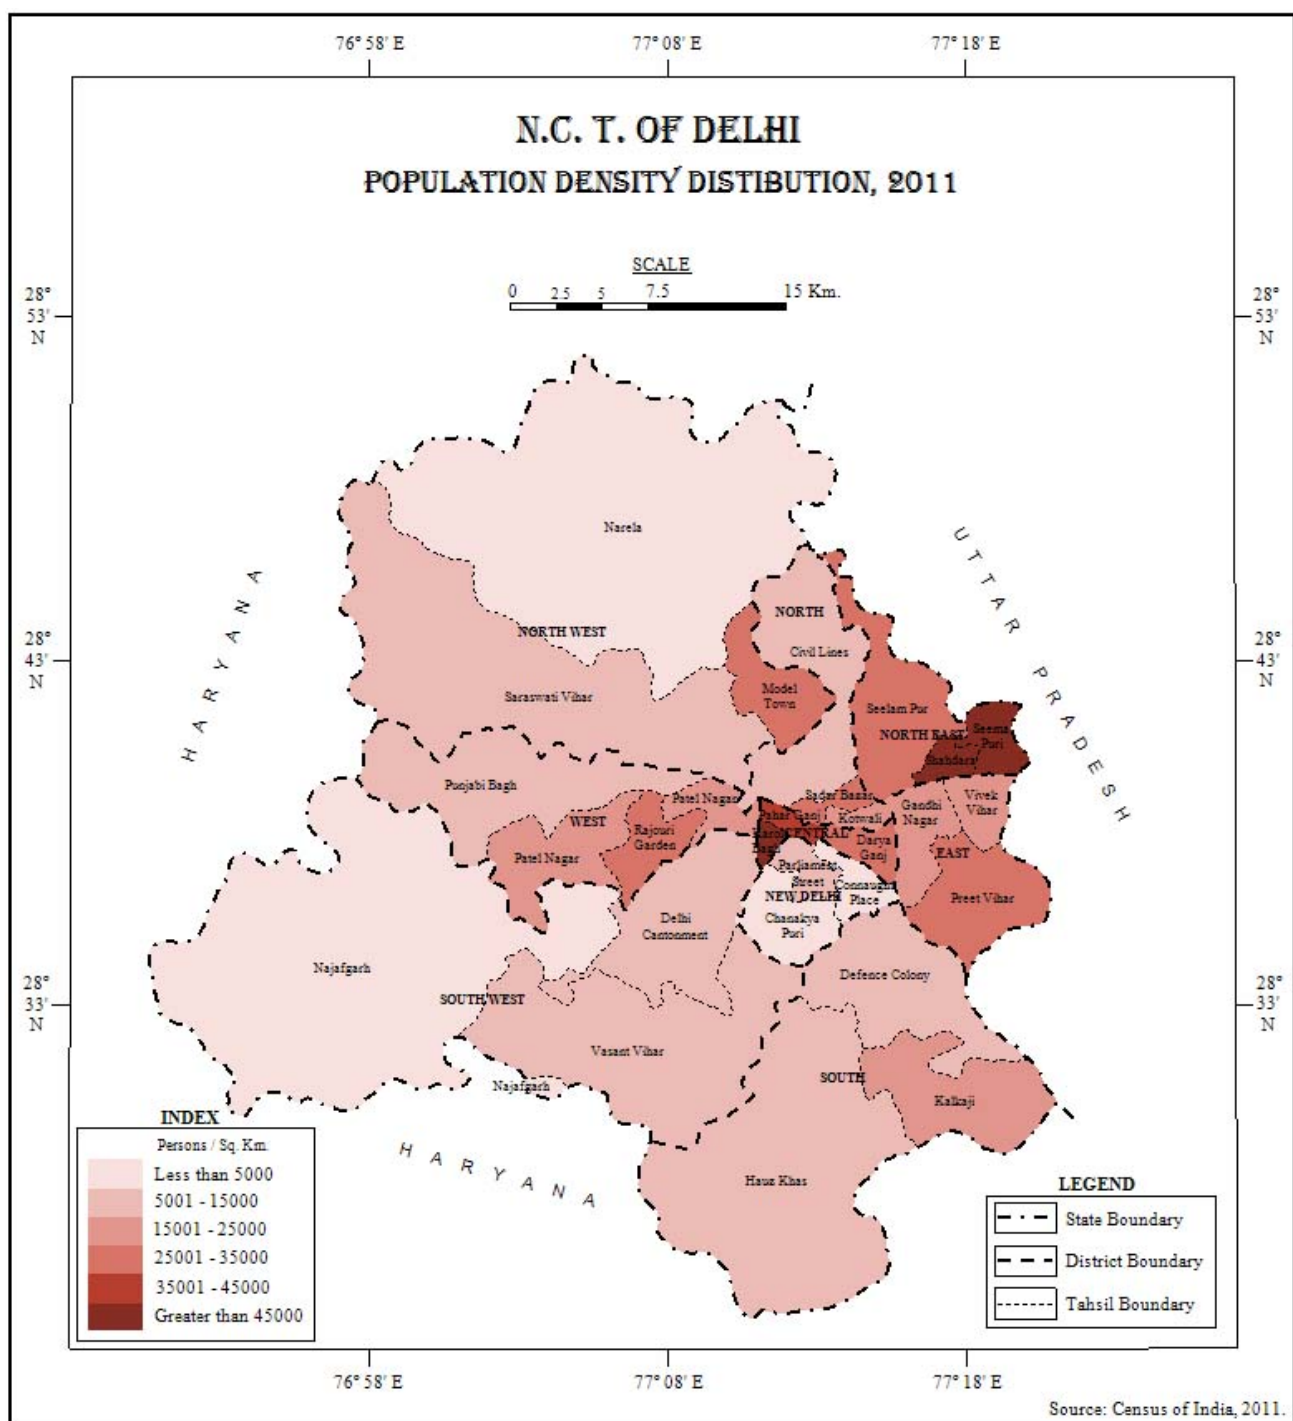 76° 58' E
77° 08' E
77° 18' E
N.C. T. OF DELHI
POPULATION DENSITY DISTIBUTION, 2011
SCALE
0 2.5 5 7.5 15 Km.
28°
53'
N
28°
53'
N
Narela
HARYANA
UTTAR PRADESH
NORTH
NORTH WEST
28°
43'
N
28°
43'
N
Civil Lines
Saraswati Vihar
Model
Town
Seelam Pur
NORTH EAST
Seema
Puri
Shahdara
Punjabi Bagh
Patel Nagar
Sadar Bazar
Gandhi
Nagar
Vivek
Vihar
Pahar Ganj
Kotwali
WEST
Rajouri
Garden
Karol
Bagh
CENTRAL
Darya
Ganj
EAST
Patel Nagar
Parliament
Street
Connaught
Place
NEW DELHI
Preet Vihar
Chanakya
Puri
Delhi
Cantonment
Najafgarh
Defence Colony
28°
33'
N
28°
33'
N
SOUTH WEST
Vasant Vihar
SOUTH
Najafgarh
Kalkaji
HARYANA
Hauz Khas
INDEX
Persons / Sq. Km.
Less than 5000
5001 - 15000
15001 - 25000
25001 - 35000
35001 - 45000
Greater than 45000
LEGEND
State Boundary
District Boundary
Tahsil Boundary
76° 58' E
77° 08' E
77° 18' E
Source: Census of India, 2011.